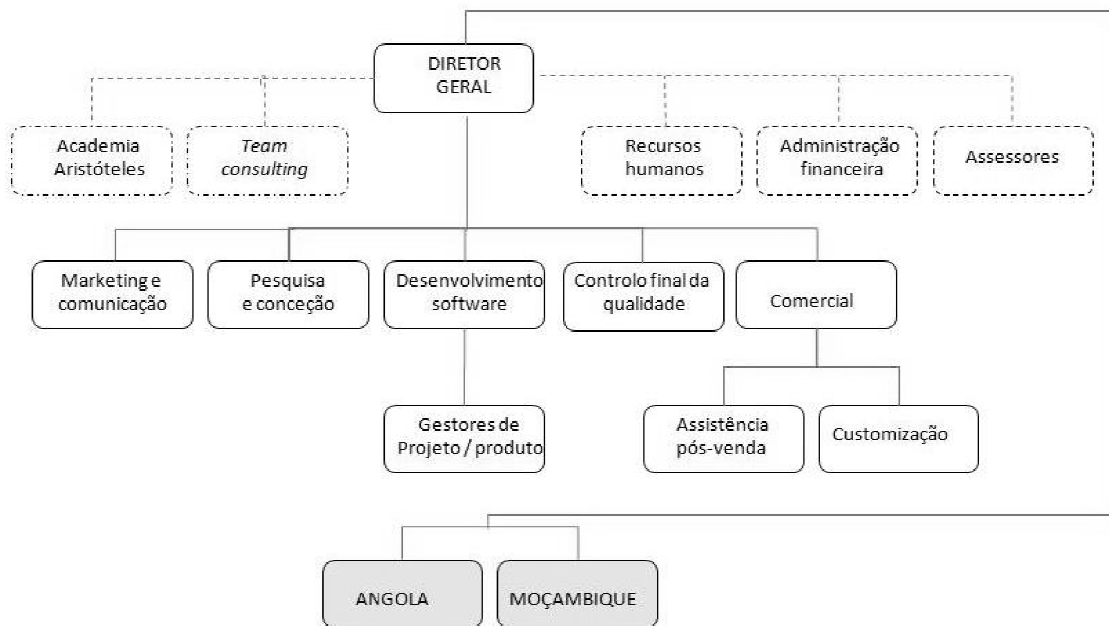 DIRETOR
GERAL
Academia
Aristóteles
Team
consulting
Recursos
humanos
Administração
financeira
Assessores
Marketing e
comunicação
Pesquisa
e conceção
Desenvolvimento
software
Controlo final da
qualidade
Comercial
Gestores de
Projeto / produto
Assistência
pós-venda
Customização
ANGOLA
MOÇAMBIQUE